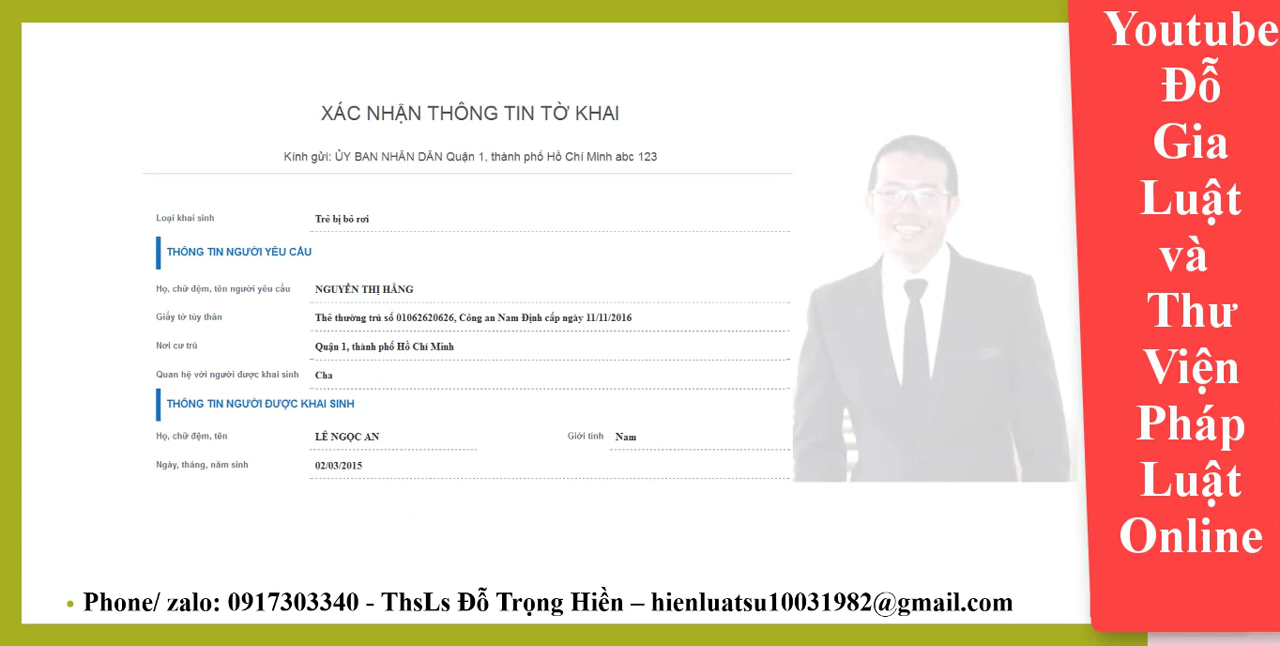 XÁC NHẬN THÔNG TIN TỜ KHAI
Kính gửi: ỦY BAN NHÂN DÂN Quận 1, thành phố Hồ Chí Minh abc 123
Loại khai sinh Trẻ bị bỏ rơi
THÔNG TIN NGƯỜI YÊU CẦU
Họ, chữ đệm, tên người yêu cầu NGUYỄN THỊ HẰNG
Giấy tờ tùy thân Thẻ thường trú số 01062620626, Công an Nam Định cấp ngày 11/11/2016
Nơi cư trú Quận 1, thành phố Hồ Chí Minh
Quan hệ với người được khai sinh Cha
THÔNG TIN NGƯỜI ĐƯỢC KHAI SINH
Họ, chữ đệm, tên LÊ NGỌC AN Giới tính Nam
Ngày, tháng, năm sinh 02/03/2015
• Phone/ zalo: 0917303340 - ThsLs Đỗ Trọng Hiền – hienluatsu10031982@gmail.com
Youtube
Đỗ
Gia
Luật
và
Thư
Viện
Pháp
Luật
Online